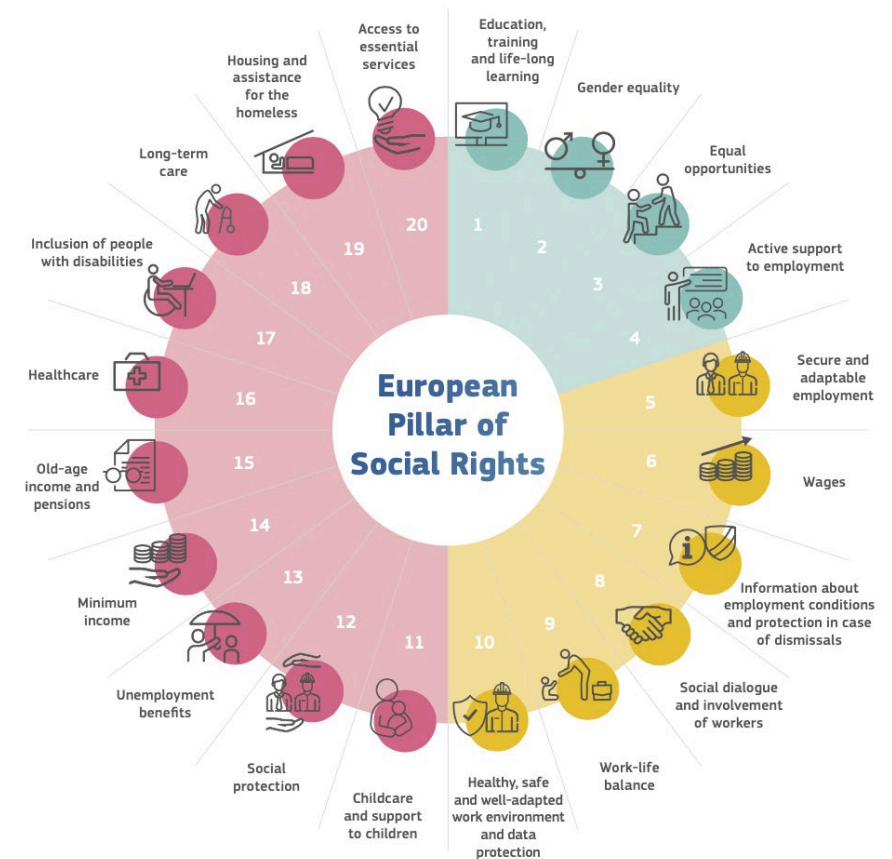 European
Pillar of
Social Rights
1
Education,
training
and life-long
learning
2
Gender equality
3
Equal
opportunities
4
Active support
to employment
5
Secure and
adaptable
employment
6
Wages
7
Information about
employment conditions
and protection in case
of dismissals
8
Social dialogue
and involvement
of workers
9
Work-life
balance
10
Healthy, safe
and well-adapted
work environment
and data
protection
11
Childcare
and support
to children
12
Social
protection
13
Unemployment
benefits
14
Minimum
income
15
Old-age
income and
pensions
16
Healthcare
17
Inclusion of people
with disabilities
18
Long-term
care
19
Housing and
assistance
for the
homeless
20
Access to
essential
services
i